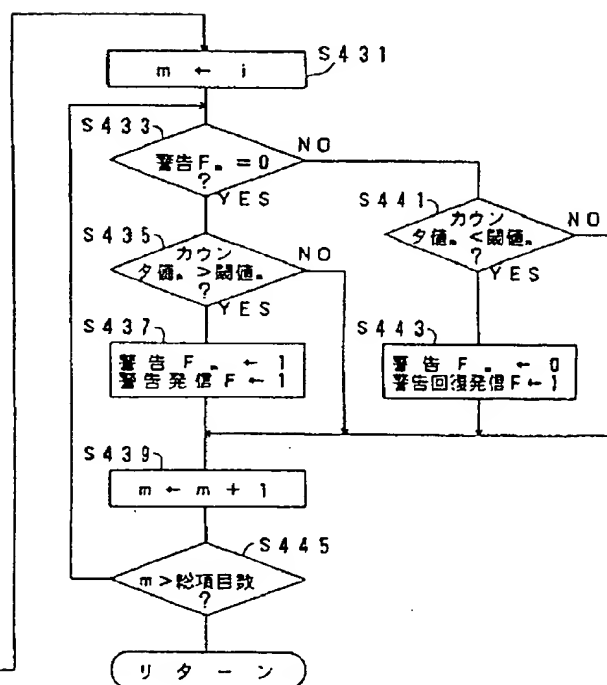 S431
m ← i
S433
警告Fm =0
?
NO
YES
S435
カウン
タ値m >閾値m
?
NO
YES
S441
カウン
タ値m <閾値m
?
NO
YES
S437
警告Fm ← 1
警告発信F ← 1
S443
警告Fm ← 0
警告回復発信F←1
S439
m ← m + 1
S445
m>総項目数
?
リターン